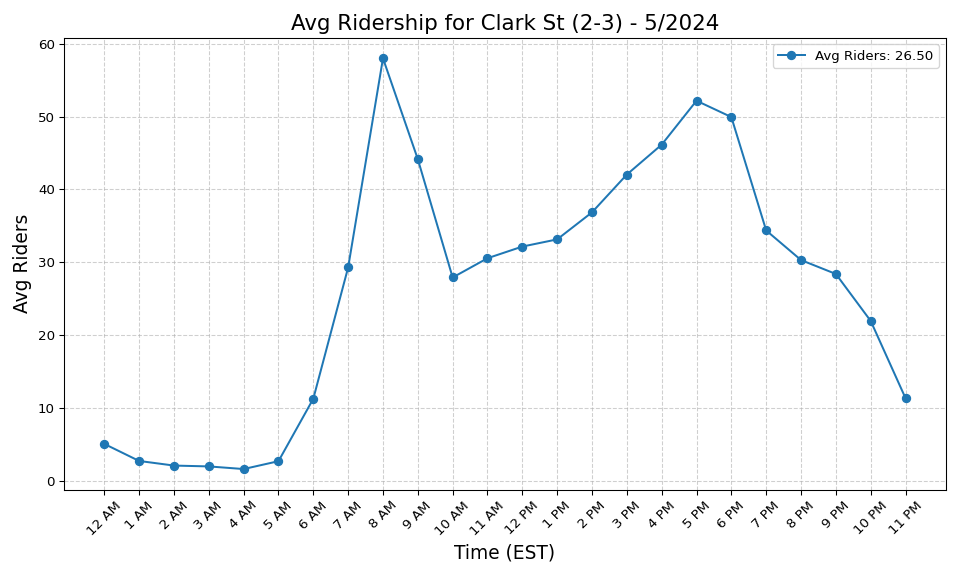 Avg Ridership for Clark St (2-3) - 5/2024
Avg Riders: 26.50
Avg Riders
60
50
40
30
20
10
0
12 AM 1 AM 2 AM 3 AM 4 AM 5 AM 6 AM 7 AM 8 AM 9 AM 10 AM 11 AM 12 PM 1 PM 2 PM 3 PM 4 PM 5 PM 6 PM 7 PM 8 PM 9 PM 10 PM 11 PM
Time (EST)